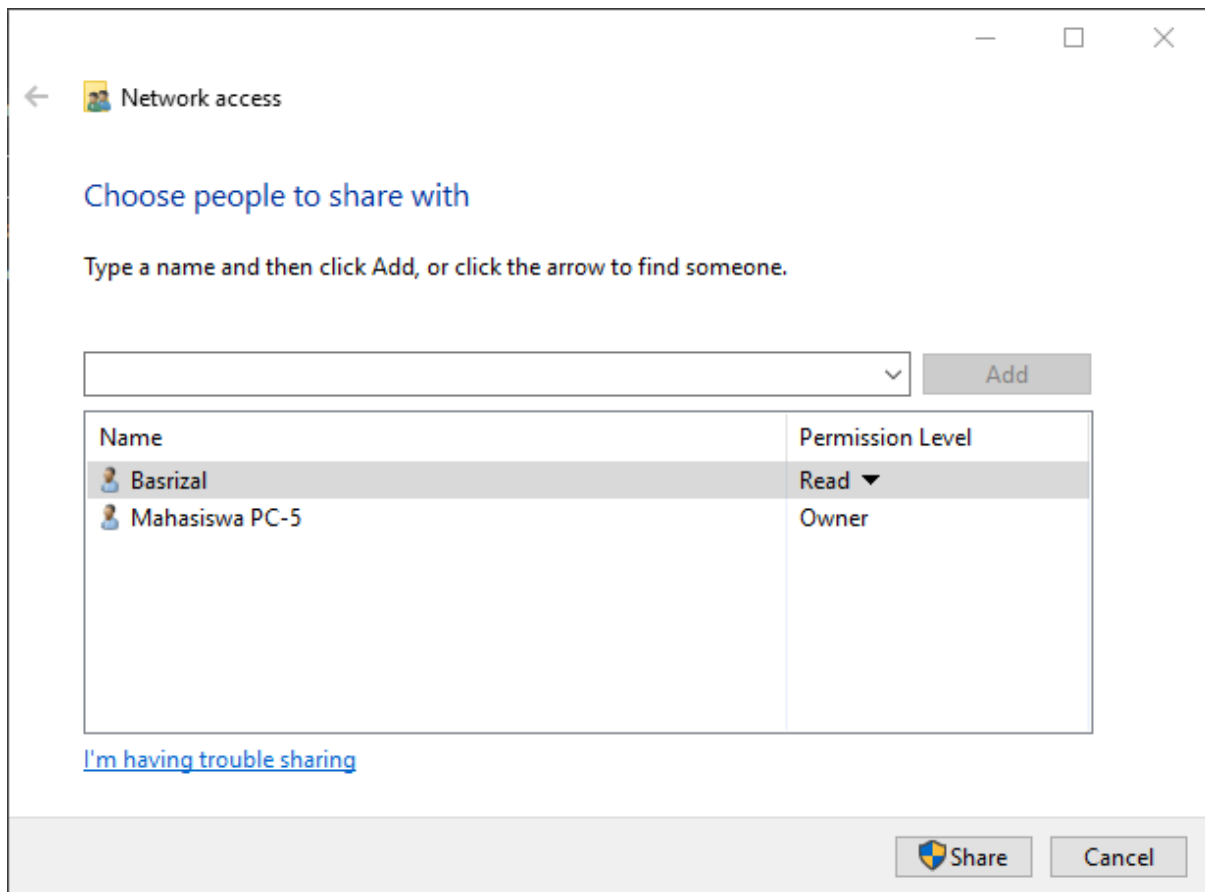 Network access
Choose people to share with
Type a name and then click Add, or click the arrow to find someone.
Add
Name Permission Level
Basrizal Read
Mahasiswa PC-5 Owner
I'm having trouble sharing
Share Cancel